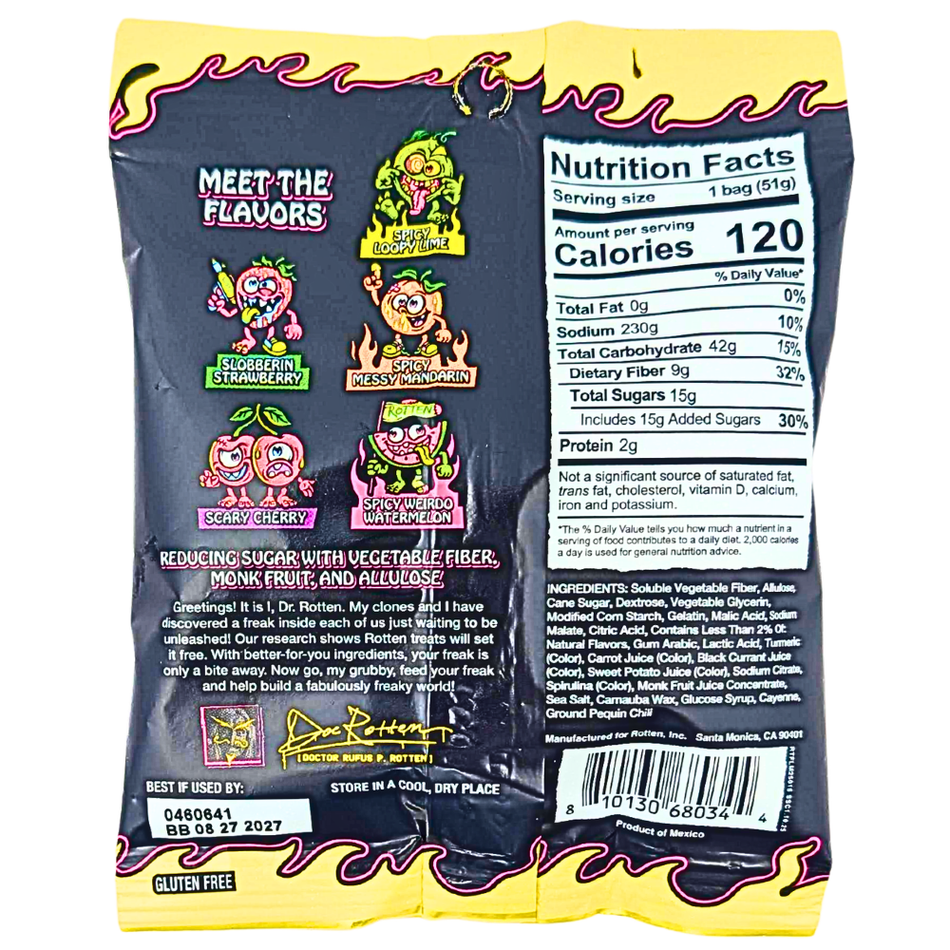 MEET THE
FLAVORS
SPICY
LOOPY LIME
SLOBBERIN
STRAWBERRY
SPICY
MESSY MANDARIN
SCARY CHERRY
ROTTEN
SPICY WEIRDO
WATERMELON
REDUCING SUGAR WITH VEGETABLE FIBER,
MONK FRUIT, AND ALLULOSE
Greetings! It is I, Dr. Rotten. My clones and I have
discovered a freak inside each of us just waiting to be
unleashed! Our research shows Rotten treats will set
it free. With better-for-you ingredients, your freak is
only a bite away. Now go, my grubby, feed your freak
and help build a fabulously freaky world!
Doc Rotten
[DOCTOR RUFUS P. ROTTEN]
BEST IF USED BY:
STORE IN A COOL, DRY PLACE
0460641
BB 08 27 2027
GLUTEN FREE
Nutrition Facts
Serving size 1 bag (51g)
Amount per serving
Calories 120
% Daily Value*
Total Fat 0g 0%
Sodium 230g 10%
Total Carbohydrate 42g 15%
Dietary Fiber 9g 32%
Total Sugars 15g
Includes 15g Added Sugars 30%
Protein 2g
Not a significant source of saturated fat,
trans fat, cholesterol, vitamin D, calcium,
iron and potassium.
*The % Daily Value tells you how much a nutrient in a
serving of food contributes to a daily diet. 2,000 calories
a day is used for general nutrition advice.
INGREDIENTS: Soluble Vegetable Fiber, Allulose,
Cane Sugar, Dextrose, Vegetable Glycerin,
Modified Corn Starch, Gelatin, Malic Acid, Sodium
Malate, Citric Acid, Contains Less Than 2% Of:
Natural Flavors, Gum Arabic, Lactic Acid, Turmeric
(Color), Carrot Juice (Color), Black Currant Juice
(Color), Sweet Potato Juice (Color), Sodium Citrate,
Spirulina (Color), Monk Fruit Juice Concentrate,
Sea Salt, Carnauba Wax, Glucose Syrup, Cayenne,
Ground Pequin Chili
Manufactured for Rotten, Inc. Santa Monica, CA 90401
8 10130 68034 4
Product of Mexico